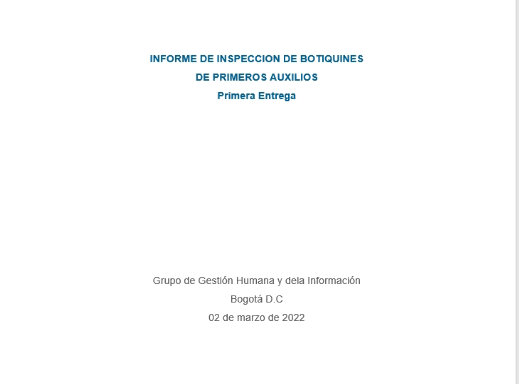 INFORME DE INSPECCION DE BOTIQUINES
DE PRIMEROS AUXILIOS
Primera Entrega
Grupo de Gestión Humana y dela Información
Bogotá D.C
02 de marzo de 2022